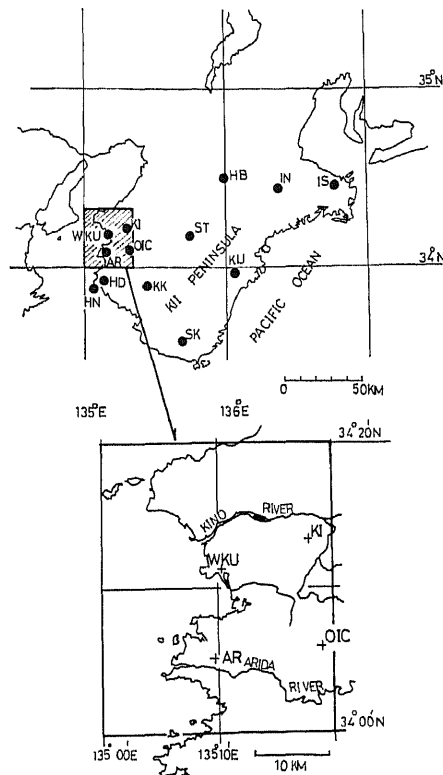 35°N
HB
IN
IS
WKU
KI
ST
OIC
AR
34°N
HD
HN
KK
KIJ
KII PENINSULA
PACIFIC OCEAN
SK
0 50KM
135°E
136°E
34°20'N
KINO RIVER
KI
WKU
OIC
AR
ARIDA RIVER
34°00'N
135°00'E
135°10'E
10 KM